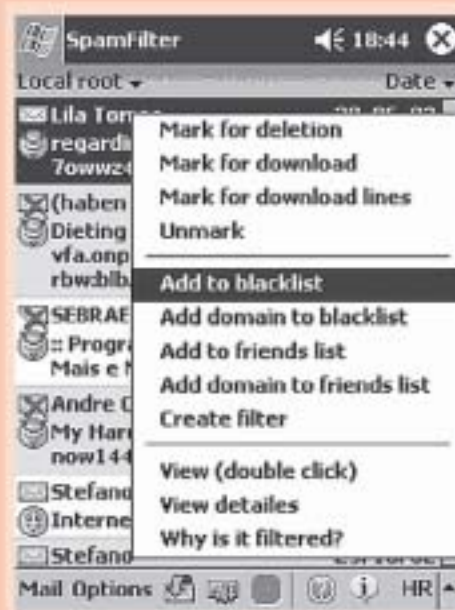 SpamFilter 18:44
Local root Date
Lila Tom
regardi
7owwz
Mark for deletion
Mark for download
Mark for download lines
Unmark
Add to blacklist
Add domain to blacklist
Add to friends list
Add domain to friends list
Create filter
View (double click)
View detailes
Why is it filtered?
(haben
Dieting
vfa.onp
rbw:blb.
SEBRAE
:: Progra
Mais e
Andre
My Har
now144
Stefano
Interne
Stefano
Mail Options HR